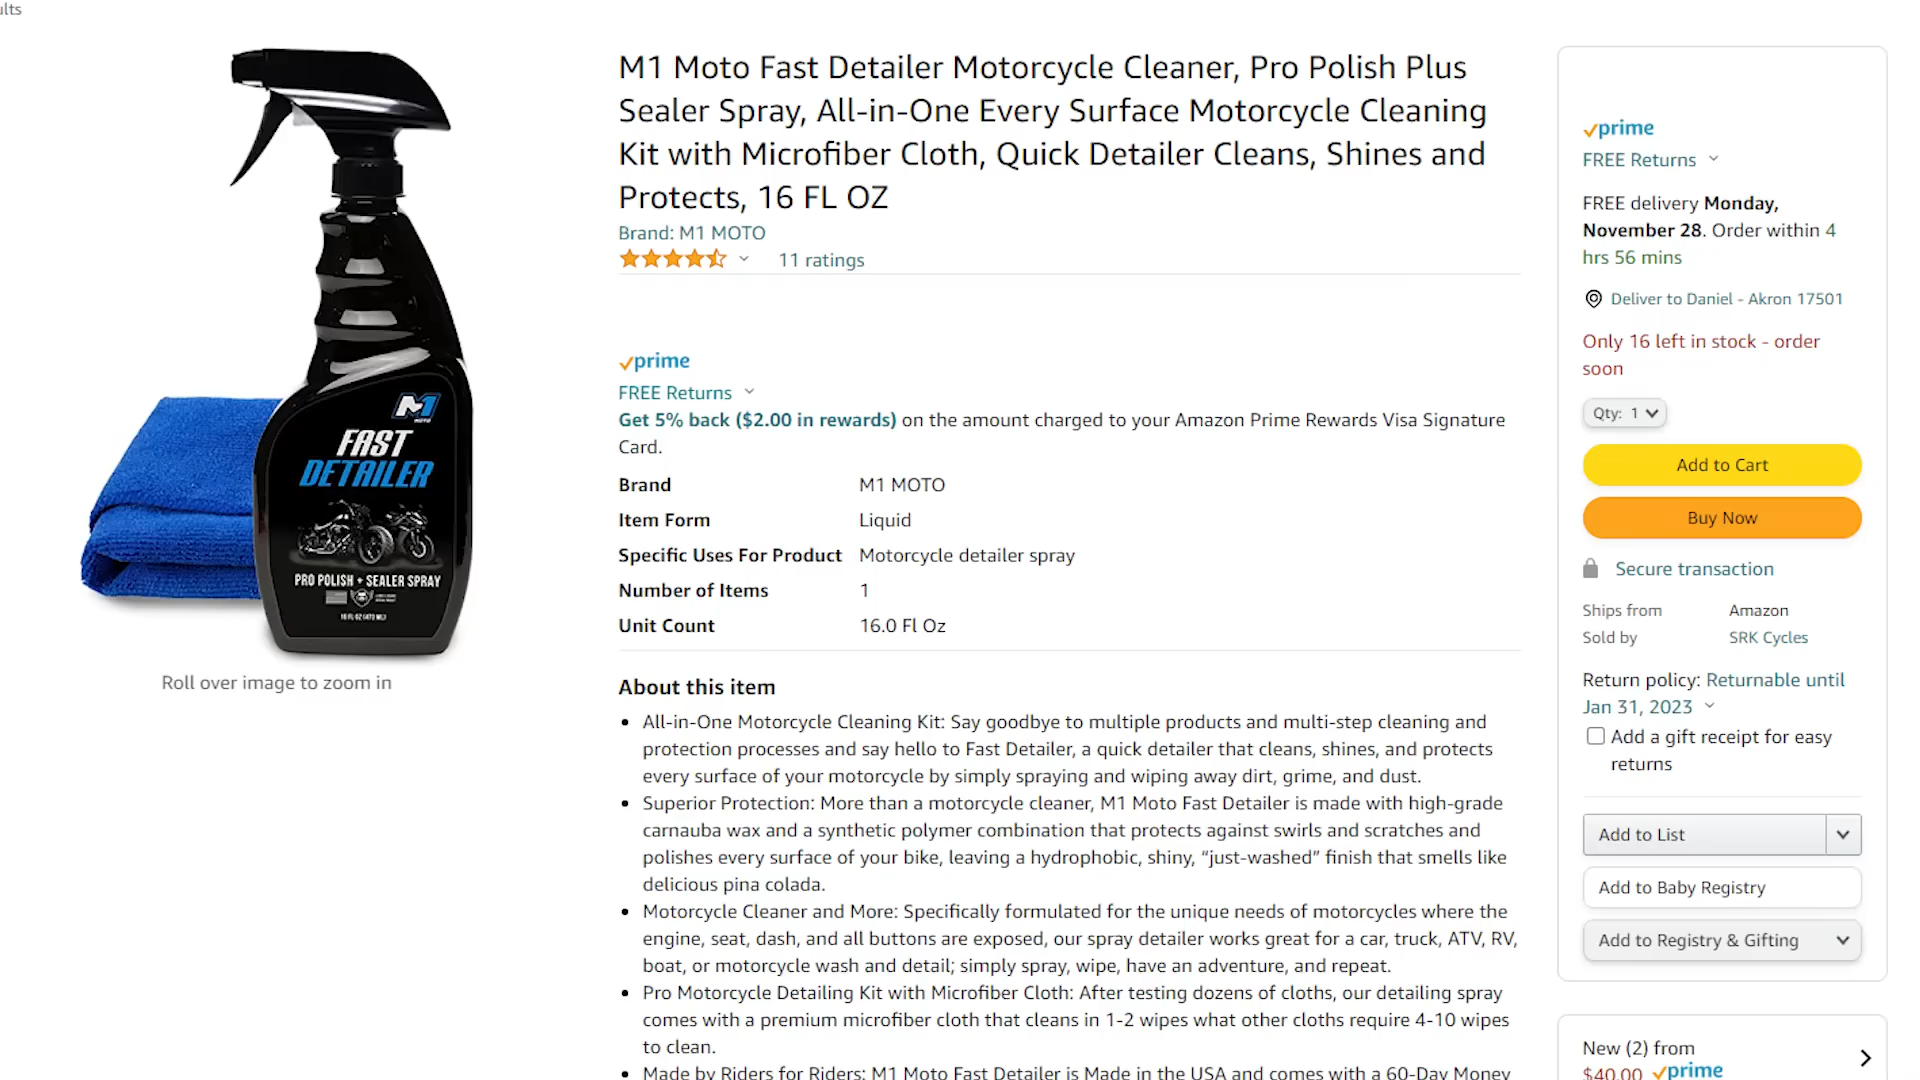 ults
M1
MOTO
FAST
DETAILER
PRO POLISH + SEALER SPRAY
16 FL OZ (473 ML)
Roll over image to zoom in
M1 Moto Fast Detailer Motorcycle Cleaner, Pro Polish Plus
Sealer Spray, All-in-One Every Surface Motorcycle Cleaning
Kit with Microfiber Cloth, Quick Detailer Cleans, Shines and
Protects, 16 FL OZ
Brand: M1 MOTO
11 ratings
prime
FREE Returns
Get 5% back ($2.00 in rewards) on the amount charged to your Amazon Prime Rewards Visa Signature
Card.
Brand M1 MOTO
Item Form Liquid
Specific Uses For Product Motorcycle detailer spray
Number of Items 1
Unit Count 16.0 Fl Oz
About this item
• All-in-One Motorcycle Cleaning Kit: Say goodbye to multiple products and multi-step cleaning and
protection processes and say hello to Fast Detailer, a quick detailer that cleans, shines, and protects
every surface of your motorcycle by simply spraying and wiping away dirt, grime, and dust.
• Superior Protection: More than a motorcycle cleaner, M1 Moto Fast Detailer is made with high-grade
carnauba wax and a synthetic polymer combination that protects against swirls and scratches and
polishes every surface of your bike, leaving a hydrophobic, shiny, “just-washed” finish that smells like
delicious pina colada.
• Motorcycle Cleaner and More: Specifically formulated for the unique needs of motorcycles where the
engine, seat, dash, and all buttons are exposed, our spray detailer works great for a car, truck, ATV, RV,
boat, or motorcycle wash and detail; simply spray, wipe, have an adventure, and repeat.
• Pro Motorcycle Detailing Kit with Microfiber Cloth: After testing dozens of cloths, our detailing spray
comes with a premium microfiber cloth that cleans in 1-2 wipes what other cloths require 4-10 wipes
to clean.
• Made by Riders for Riders: M1 Moto Fast Detailer is Made in the USA and comes with a 60-Day Money
prime
FREE Returns
FREE delivery Monday,
November 28. Order within 4
hrs 56 mins
Deliver to Daniel - Akron 17501
Only 16 left in stock - order
soon
Qty: 1
Add to Cart
Buy Now
Secure transaction
Ships from Amazon
Sold by SRK Cycles
Return policy: Returnable until
Jan 31, 2023
Add a gift receipt for easy
returns
Add to List
Add to Baby Registry
Add to Registry & Gifting
New (2) from
$40.00 prime